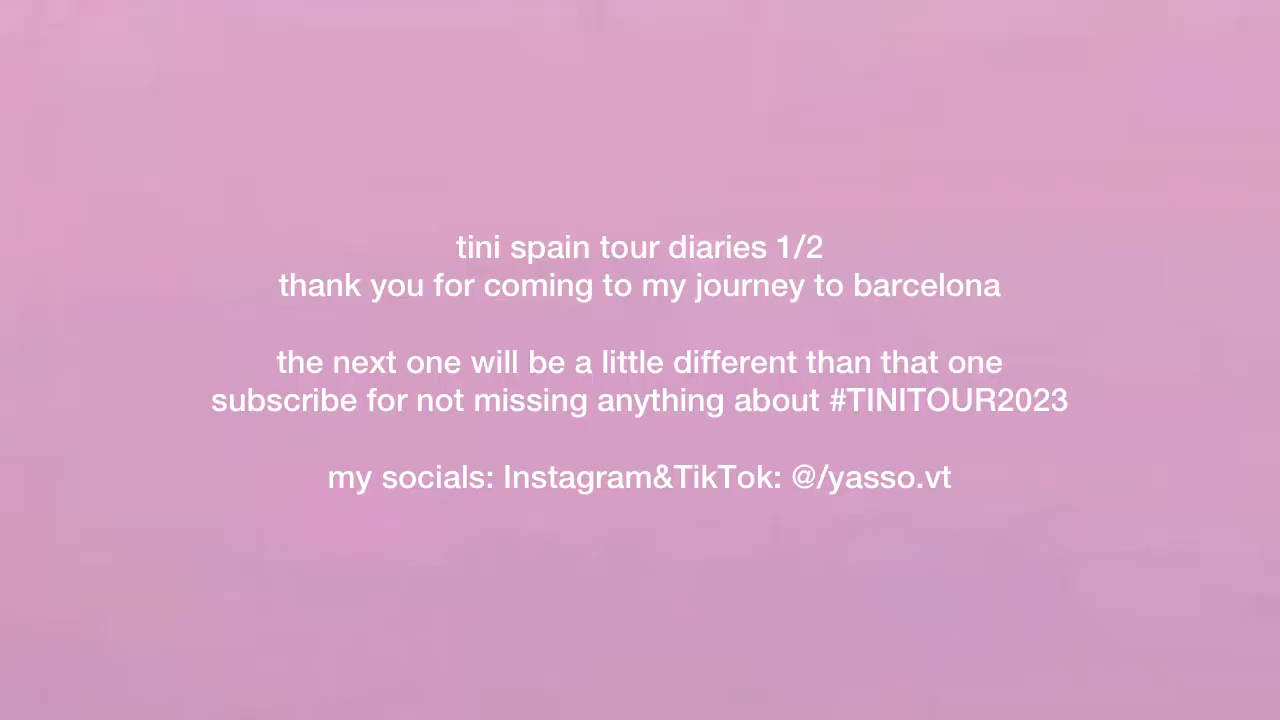 tini spain tour diaries 1/2
thank you for coming to my journey to barcelona
the next one will be a little different than that one
subscribe for not missing anything about #TINITOUR2023
my socials: Instagram&TikTok: @/yasso.vt